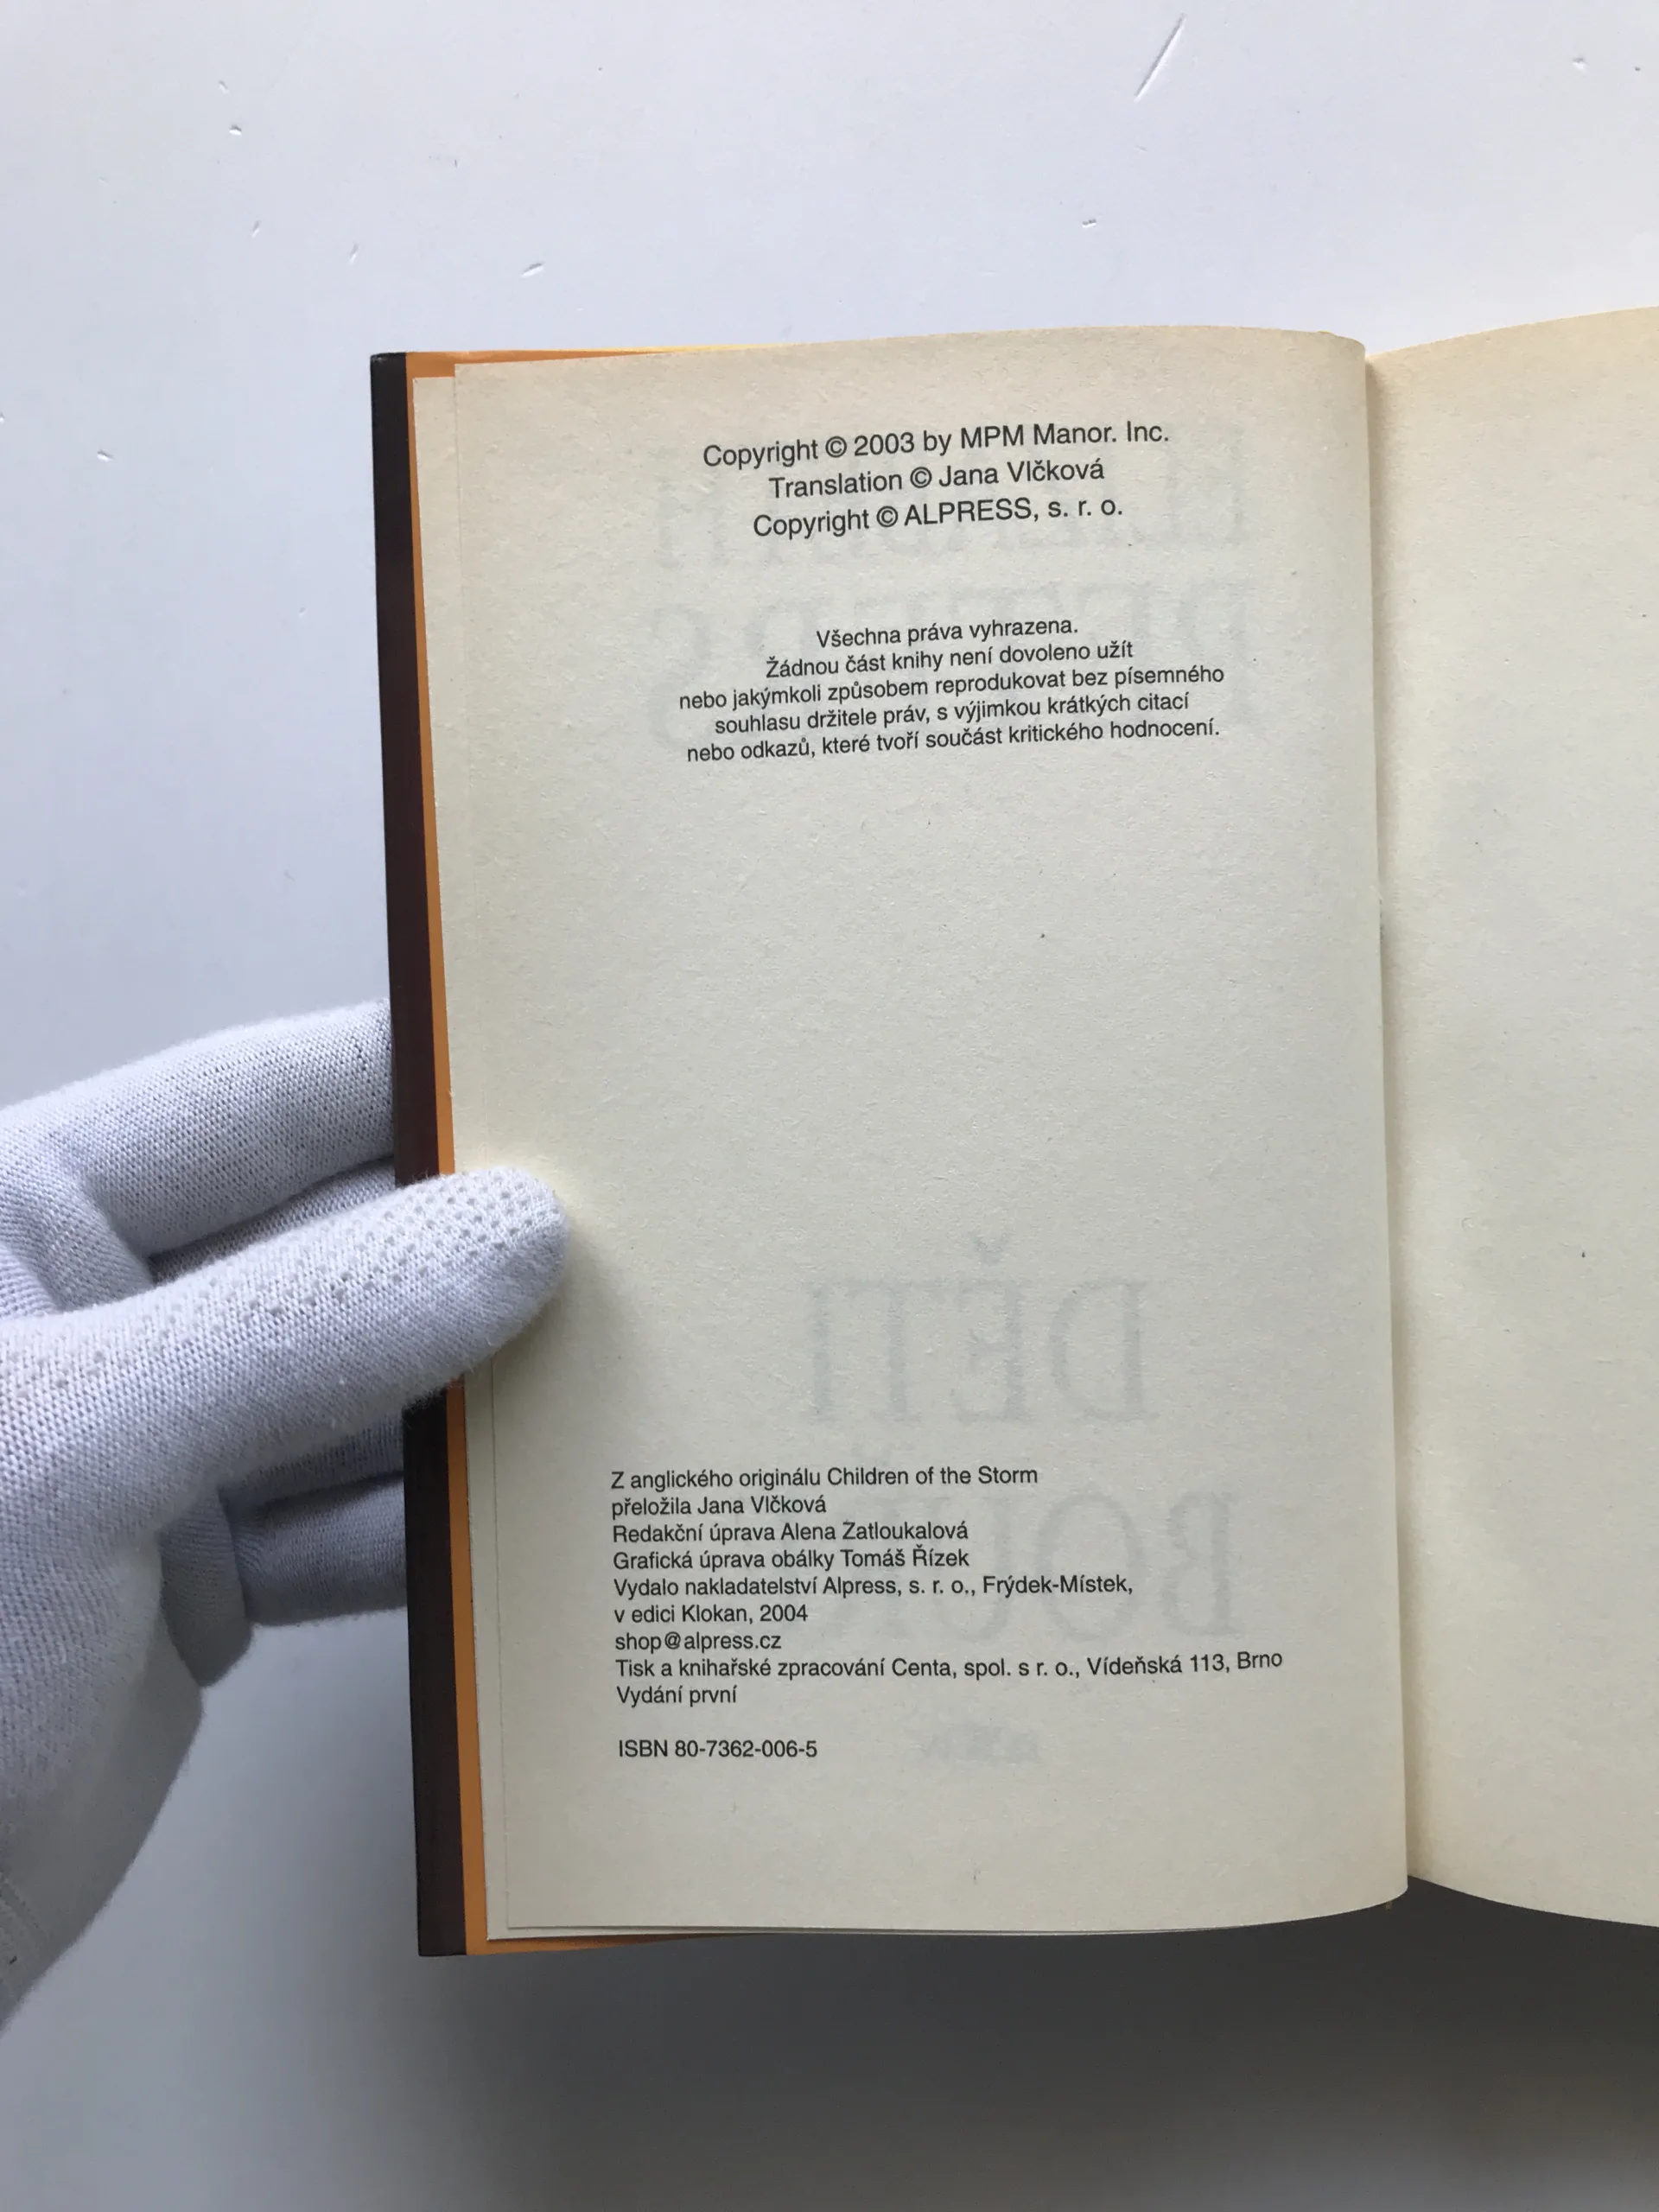 Copyright © 2003 by MPM Manor. Inc.
Translation © Jana Vlčková
Copyright © ALPRESS, s. r. o.
Všechna práva vyhrazena.
Žádnou část knihy není dovoleno užít
nebo jakýmkoli způsobem reprodukovat bez písemného
souhlasu držitele práv, s výjimkou krátkých citací
nebo odkazů, které tvoří součást kritického hodnocení.
DĚTI
Z anglického originálu Children of the Storm
přeložila Jana Vlčková
Redakční úprava Alena Zatloukalová
Grafická úprava obálky Tomáš Řízek
Vydalo nakladatelství Alpress, s. r. o., Frýdek-Místek,
v edici Klokan, 2004
shop@alpress.cz
Tisk a knihařské zpracování Centa, spol. s r. o., Vídeňská 113, Brno
Vydání první
ISBN 80-7362-006-5